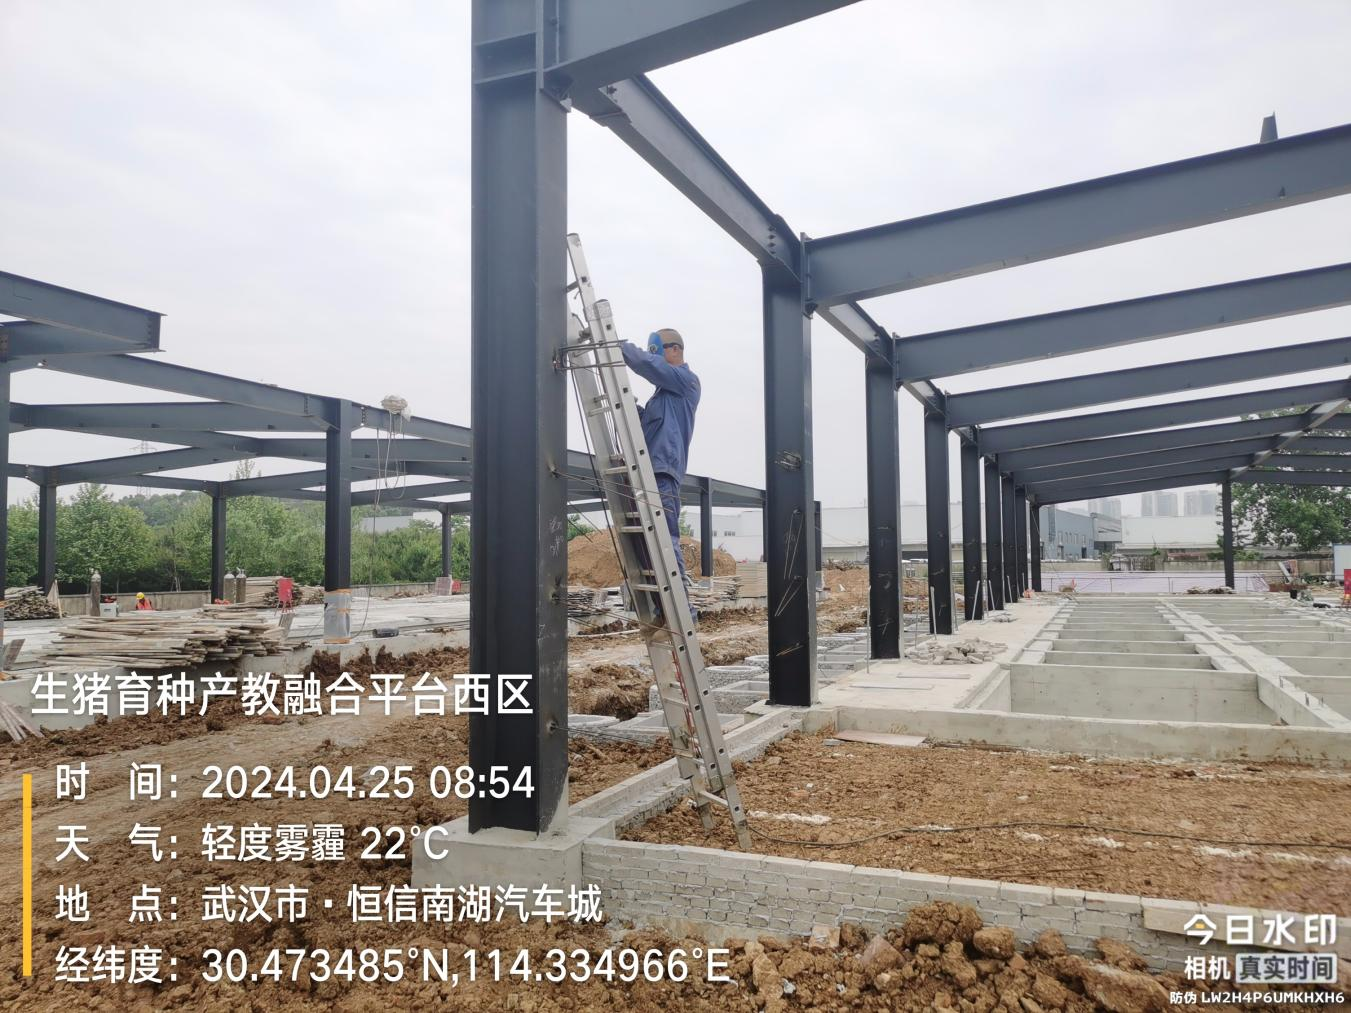 生猪育种产教融合平台西区
时 间：2024.04.25 08:54
天 气：轻度雾霾 22℃
地 点：武汉市·恒信南湖汽车城
经纬度：30.473485°N,114.334966°E
今日水印
相机 真实时间
防伪 LW2H4P6UMKHXH6